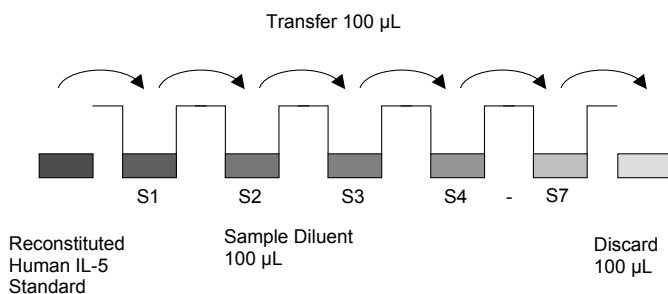 Transfer 100 µL
S1 S2 S3 S4 - S7
Reconstituted
Human IL-5
Standard
Sample Diluent
100 µL
Discard
100 µL